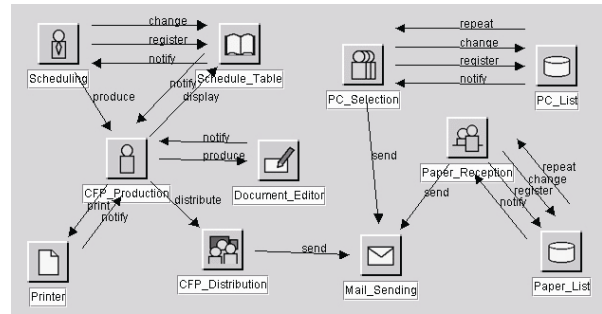 change
repeat
register
change
notify
register
notify
Scheduling
notify
Schedule_Table
PC_Selection
PC_List
produce
display
notify
produce
send
Paper_Reception
repeat
change
register
CFP_Production
Document_Editor
distribute
send
notify
print
notify
send
Printer
CFP_Distribution
Mail_Sending
Paper_List